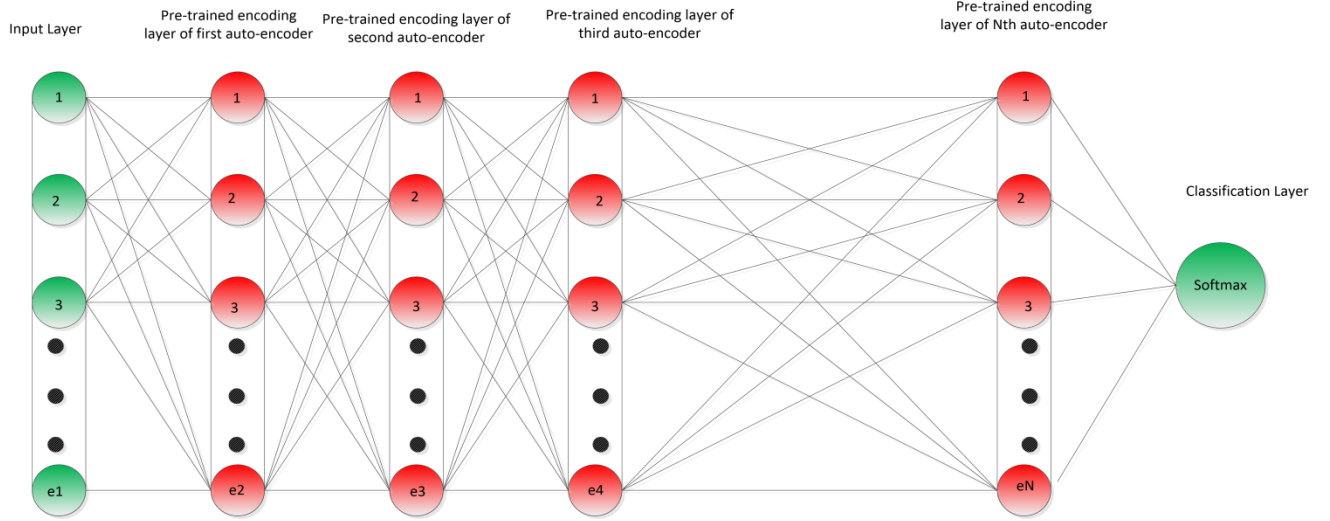 Input Layer
Pre-trained encoding
layer of first auto-encoder
Pre-trained encoding layer of
second auto-encoder
Pre-trained encoding layer of
third auto-encoder
Pre-trained encoding
layer of Nth auto-encoder
1
1
1
1
1
2
2
2
2
2
Classification Layer
Softmax
3
3
3
3
3
e1
e2
e3
e4
eN